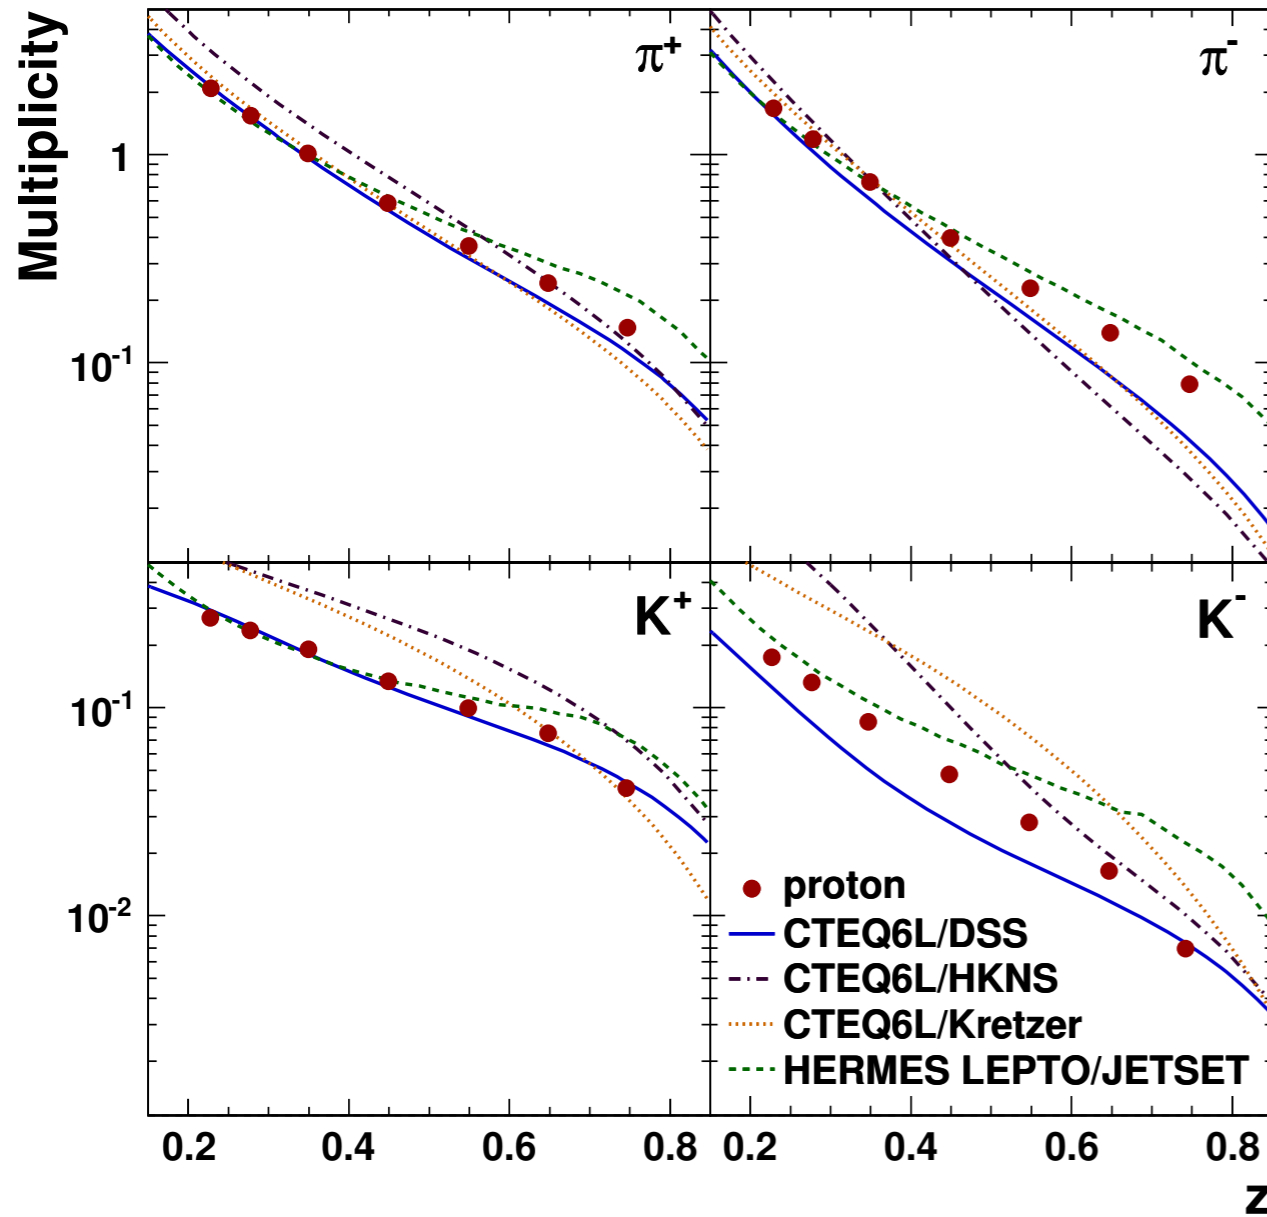 Multiplicity
π+
π-
1
10-1
K+
K-
10-1
10-2
proton
CTEQ6L/DSS
CTEQ6L/HKNS
CTEQ6L/Kretzer
HERMES LEPTO/JETSET
0.2 0.4 0.6 0.8 0.2 0.4 0.6 0.8
z